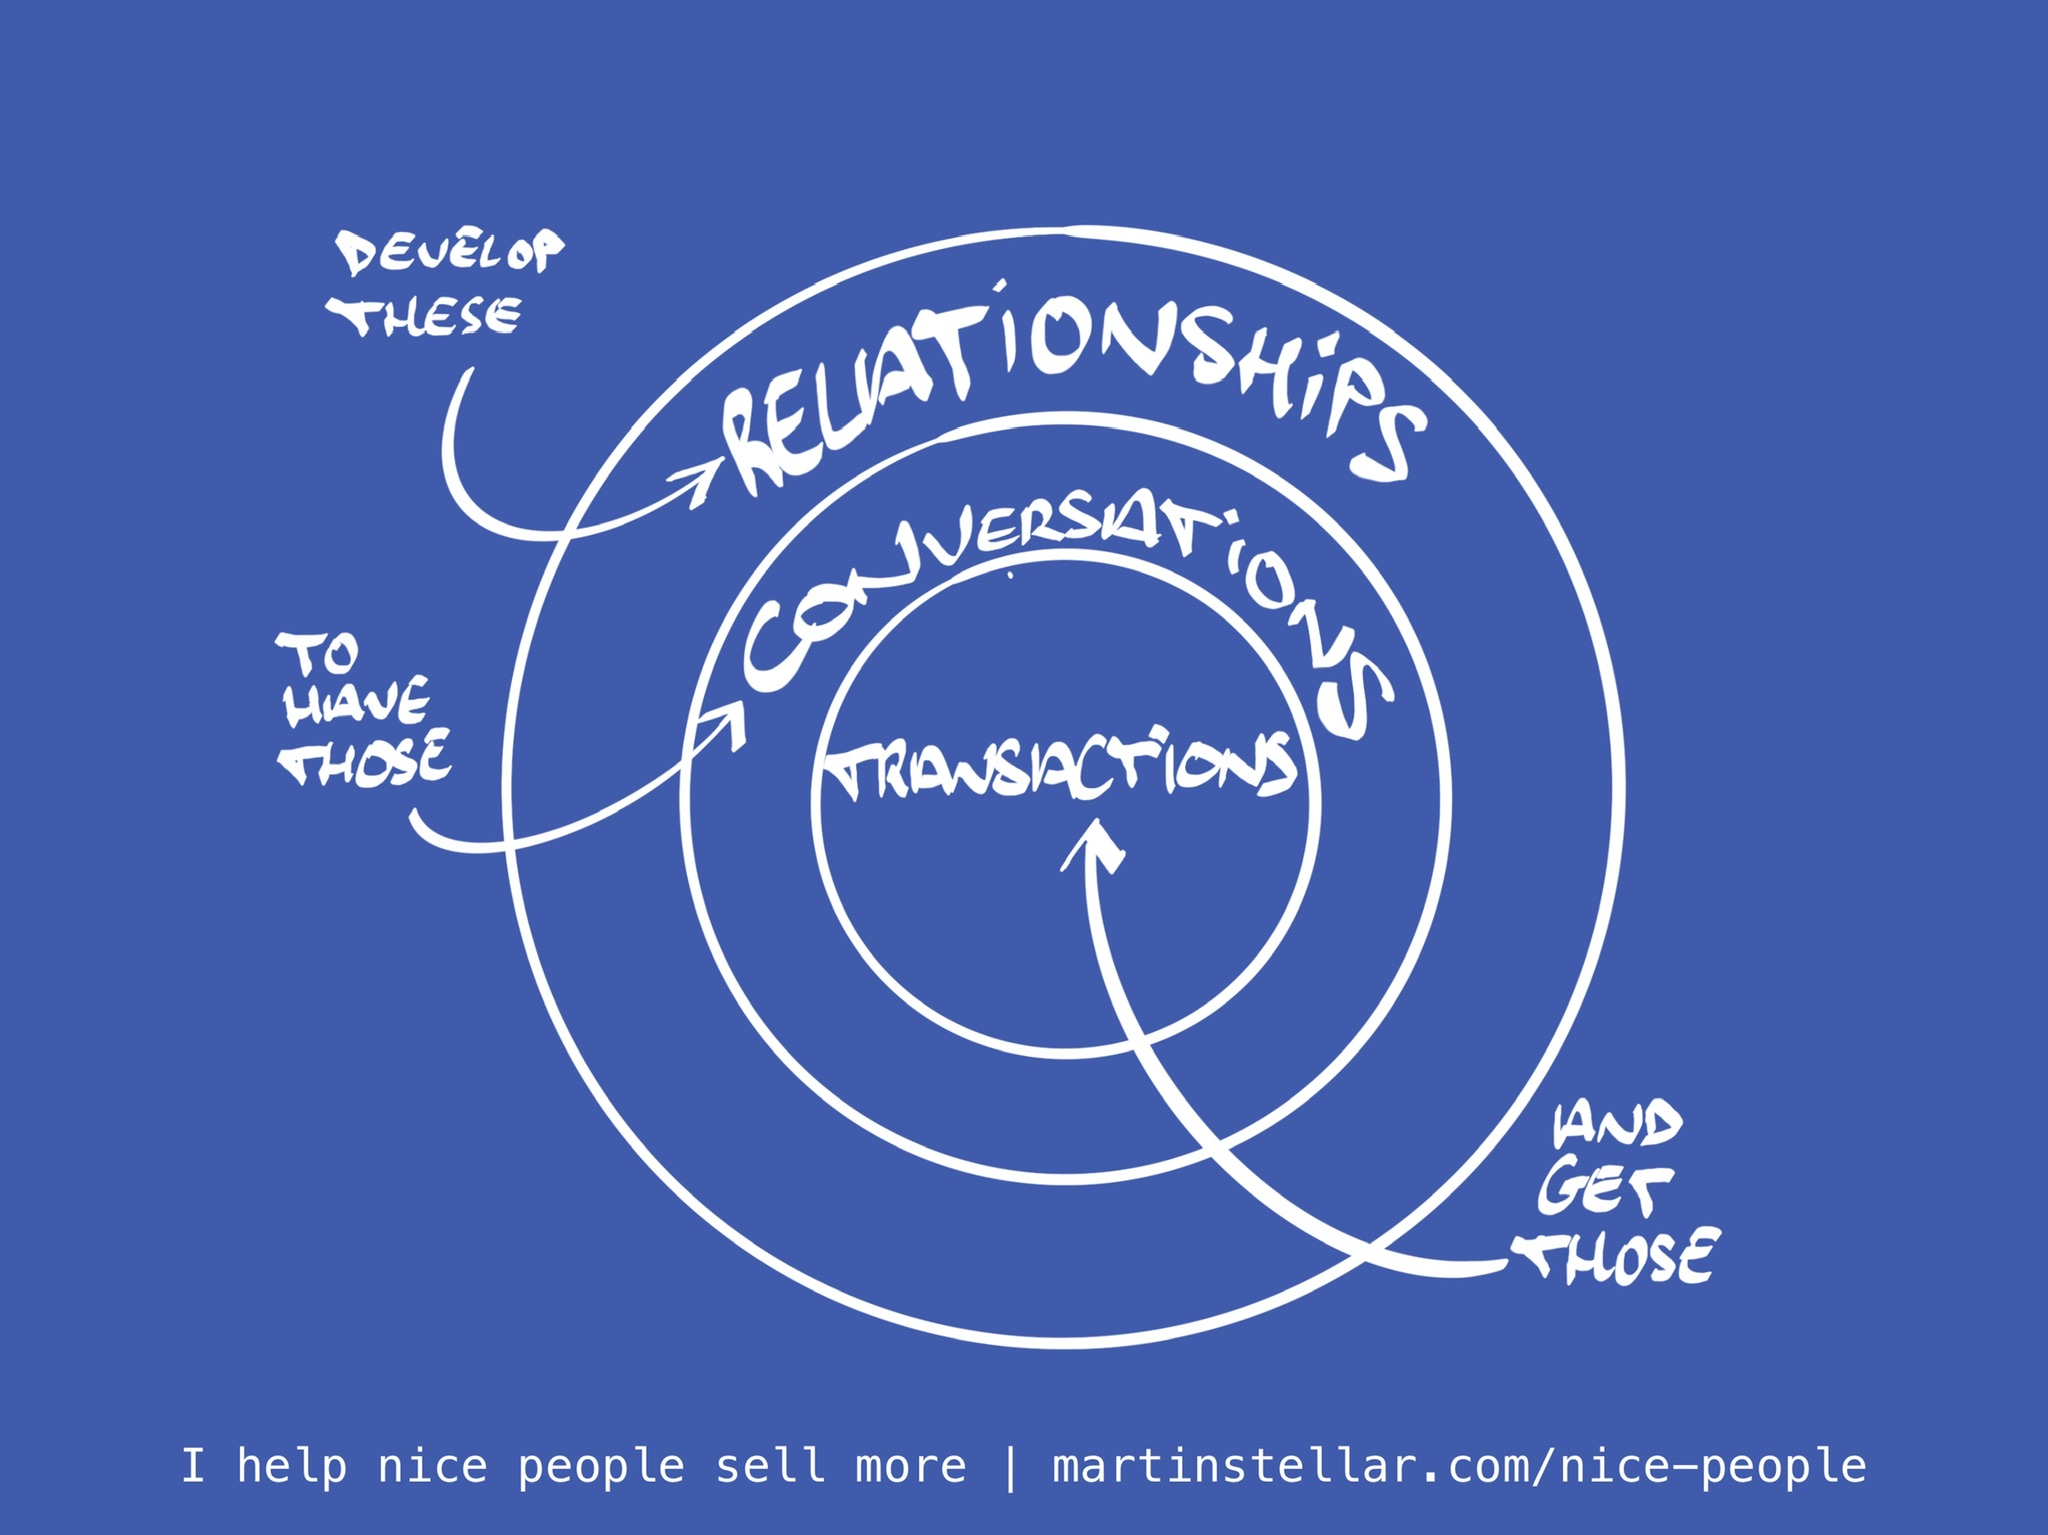 DEVELOP
THESE
RELATIONSHIPS
TO
HAVE
THOSE
CONVERSATIONS
TRANSACTIONS
AND
GET
THOSE
I help nice people sell more | martinstellar.com/nice-people